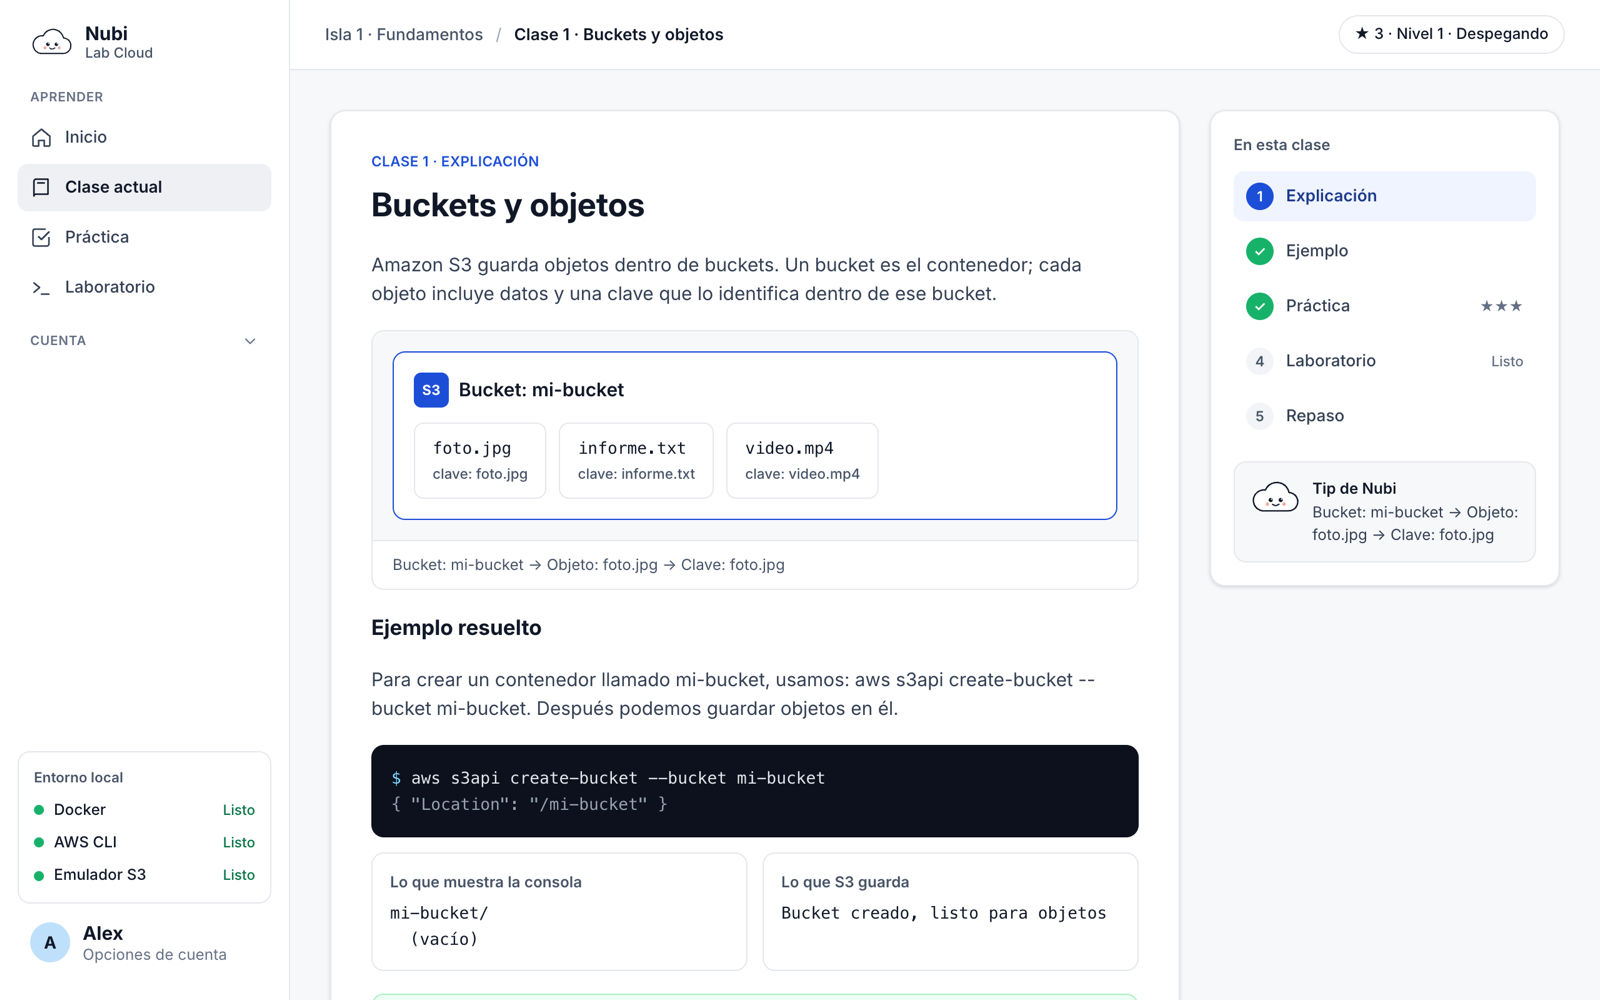 Nubi
Lab Cloud
APRENDER
Inicio
Clase actual
Práctica
Laboratorio
CUENTA
Entorno local
Docker Listo
AWS CLI Listo
Emulador S3 Listo
A
Alex
Opciones de cuenta
Isla 1 · Fundamentos / Clase 1 · Buckets y objetos
★ 3 · Nivel 1 · Despegando
CLASE 1 · EXPLICACIÓN
Buckets y objetos
Amazon S3 guarda objetos dentro de buckets. Un bucket es el contenedor; cada
objeto incluye datos y una clave que lo identifica dentro de ese bucket.
S3 Bucket: mi-bucket
foto.jpg
clave: foto.jpg
informe.txt
clave: informe.txt
video.mp4
clave: video.mp4
Bucket: mi-bucket → Objeto: foto.jpg → Clave: foto.jpg
Ejemplo resuelto
Para crear un contenedor llamado mi-bucket, usamos: aws s3api create-bucket --
bucket mi-bucket. Después podemos guardar objetos en él.
$ aws s3api create-bucket --bucket mi-bucket
{ "Location": "/mi-bucket" }
Lo que muestra la consola
mi-bucket/
(vacío)
Lo que S3 guarda
Bucket creado, listo para objetos
En esta clase
1 Explicación
Ejemplo
Práctica ★★★
4 Laboratorio Listo
5 Repaso
Tip de Nubi
Bucket: mi-bucket → Objeto:
foto.jpg → Clave: foto.jpg